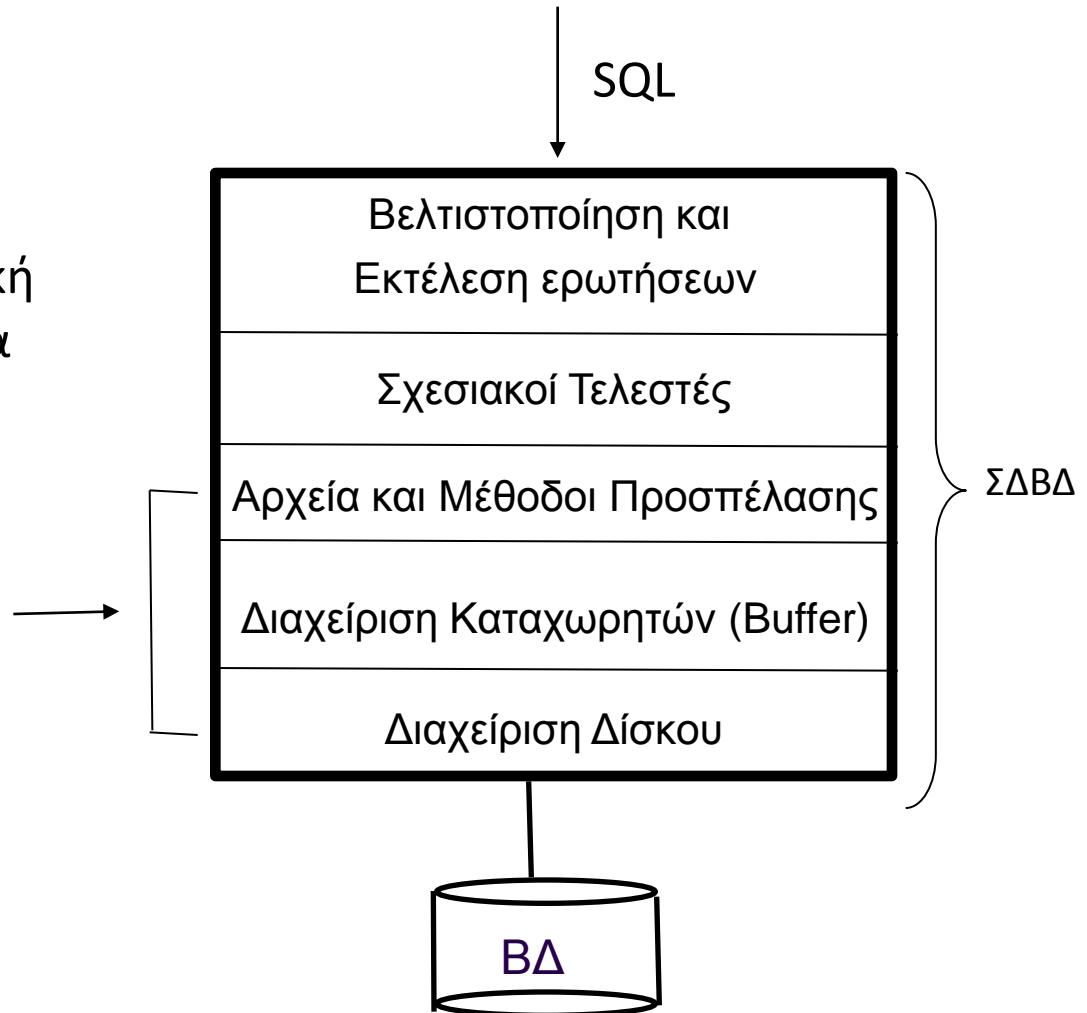 SQL
Βελτιστοποίηση και
Εκτέλεση ερωτήσεων
Σχεσιακοί Τελεστές
Αρχεία και Μέθοδοι Προσπέλασης
Διαχείριση Καταχωρητών (Buffer)
Διαχείριση Δίσκου
ΣΔΒΔ
ΒΔ